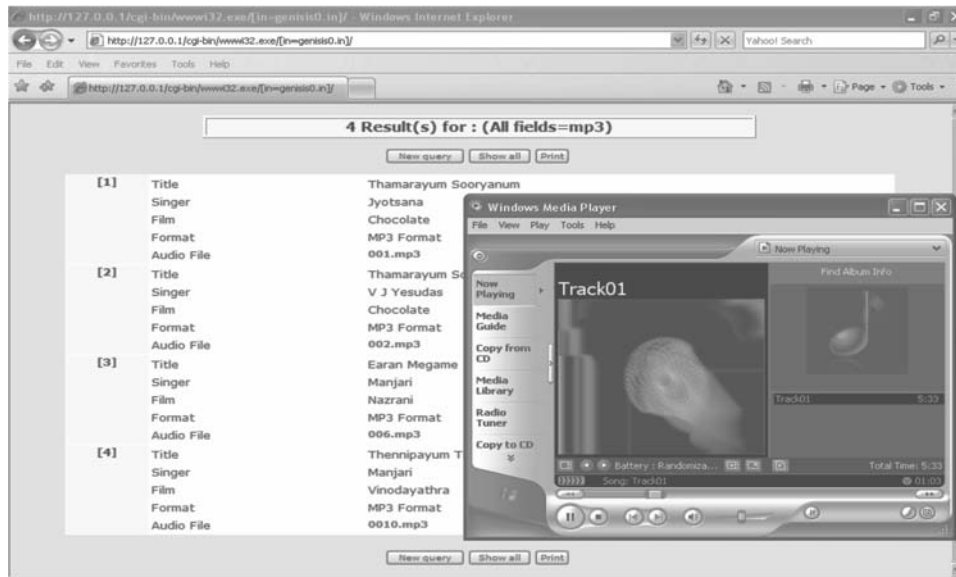 http://127.0.0.1/cgi-bin/wwwi32.exe/[in=genisis0.in]/ - Windows Internet Explorer
http://127.0.0.1/cgi-bin/wwwi32.exe/[in=genisis0.in]/
Yahoo! Search
File Edit View Favorites Tools Help
http://127.0.0.1/cgi-bin/wwwi32.exe/[in=genisis0.in]/
Page Tools
4 Result(s) for : (All fields=mp3)
New query Show all Print
[1] Title Thamarayum Sooryanum
Singer Jyotsana
Film Chocolate
Format MP3 Format
Audio File 001.mp3
[2] Title Thamarayum So
Singer V J Yesudas
Film Chocolate
Format MP3 Format
Audio File 002.mp3
[3] Title Earan Megame
Singer Manjari
Film Nazrani
Format MP3 Format
Audio File 006.mp3
[4] Title Thennipayum T
Singer Manjari
Film Vinodayathra
Format MP3 Format
Audio File 0010.mp3
New query Show all Print
Windows Media Player
File View Play Tools Help
Now Playing
Find Album Info
Now
Playing
Media
Guide
Copy from
CD
Media
Library
Radio
Tuner
Copy to CD
Track01
Track01 5:33
Battery : Randomiza...
Total Time: 5:33
Song: Track01
01:03